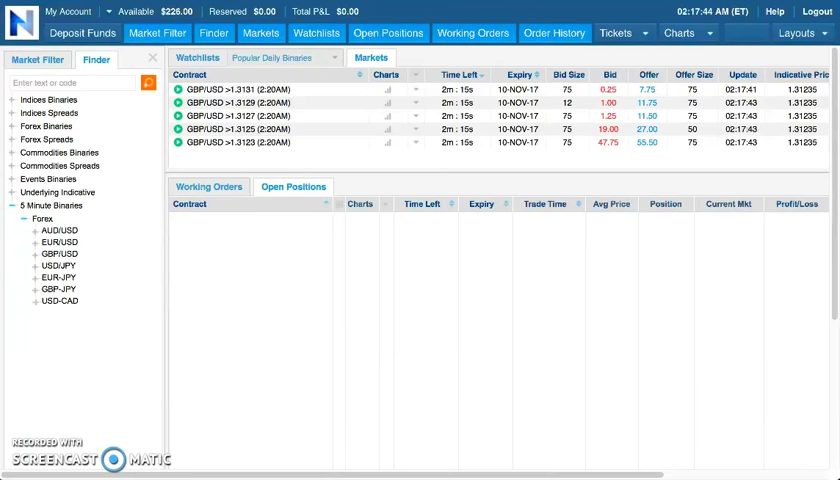 My Account Available $226.00 Reserved $0.00 Total P&L $0.00 02:17:44 AM (ET) Help Logout
N Deposit Funds Market Filter Finder Markets Watchlists Open Positions Working Orders Order History Tickets Charts Layouts
Market Filter Finder
Enter text or code
Indices Binaries
Indices Spreads
Forex Binaries
Forex Spreads
Commodities Binaries
Commodities Spreads
Events Binaries
Underlying Indicative
5 Minute Binaries
Forex
AUD/USD
EUR/USD
GBP/USD
USD/JPY
EUR-JPY
GBP-JPY
USD-CAD
Watchlists Popular Daily Binaries Markets
Contract Charts Time Left Expiry Bid Size Bid Offer Offer Size Update Indicative Pric
GBP/USD >1.3131 (2:20AM) 2m : 15s 10-NOV-17 75 0.25 7.75 75 02:17:41 1.31235
GBP/USD >1.3129 (2:20AM) 2m : 15s 10-NOV-17 12 1.00 11.75 75 02:17:43 1.31235
GBP/USD >1.3127 (2:20AM) 2m : 15s 10-NOV-17 75 1.25 11.50 75 02:17:43 1.31235
GBP/USD >1.3125 (2:20AM) 2m : 15s 10-NOV-17 75 19.00 27.00 50 02:17:43 1.31235
GBP/USD >1.3123 (2:20AM) 2m : 15s 10-NOV-17 75 47.75 55.50 75 02:17:43 1.31235
Working Orders Open Positions
Contract Charts Time Left Expiry Trade Time Avg Price Position Current Mkt Profit/Loss
RECORDED WITH
SCREENCAST MATIC